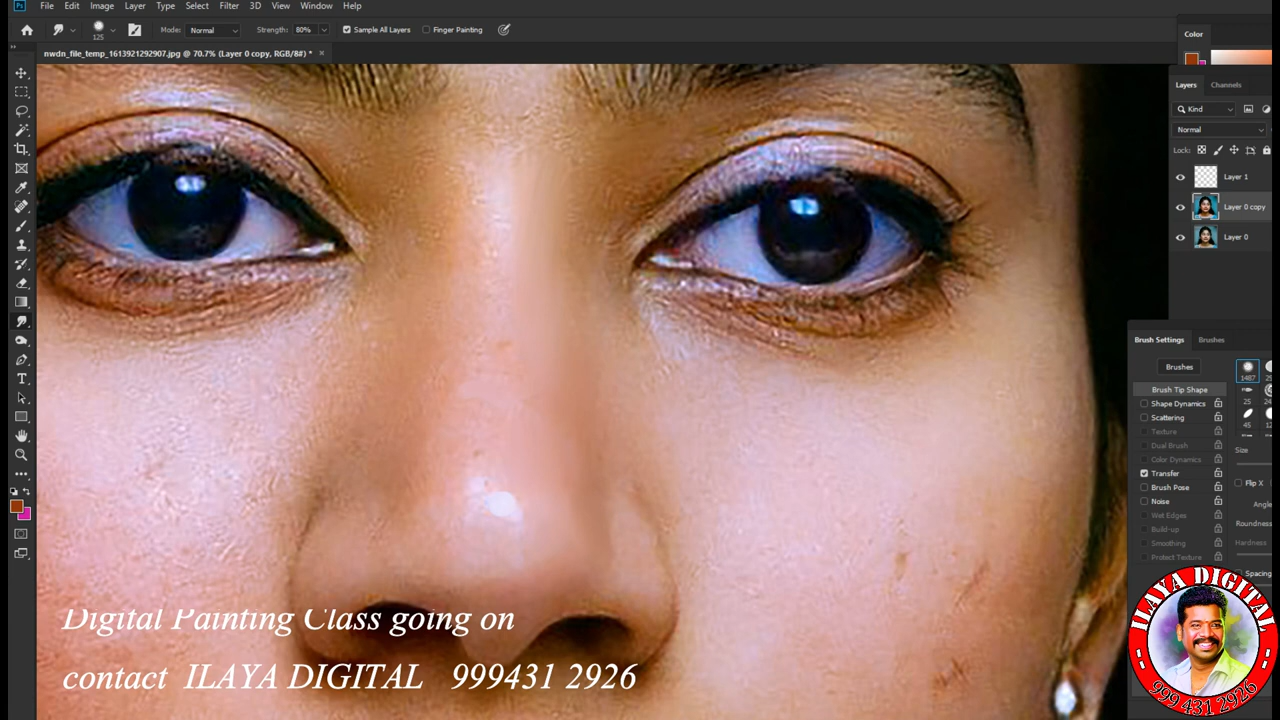 File Edit Image Layer Type Select Filter 3D View Window Help
125 Mode: Normal Strength: 80% Sample All Layers Finger Painting
nwdn_file_temp_1613921292907.jpg @ 70.7% (Layer 0 copy, RGB/8#) * ×
Color
Layers Channels
Kind
Normal
Lock:
Layer 1
Layer 0 copy
Layer 0
Brush Settings Brushes
Brushes
1487
Brush Tip Shape
Shape Dynamics
25
Scattering
Texture
45
Dual Brush
Color Dynamics
Size
Transfer
Flip X
Brush Pose
Noise
Angle
Wet Edges
Roundness
Build-up
Smoothing
Hardness
Protect Texture
Spacing
Digital Painting Class going on
contact ILAYA DIGITAL 999431 2926
ILAYA DIGITAL
999 431 2926